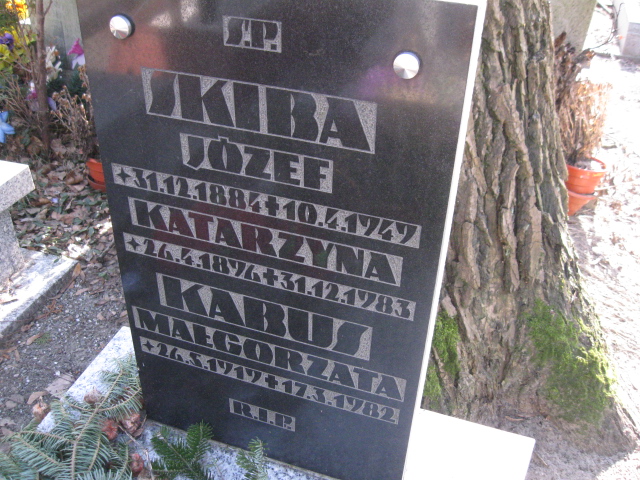 Ś.P.
SKIBA
JÓZEF
✦31.12.1884✝10.4.1949
KATARZYNA
✦26.4.1896✝31.12.1983
KABUS
MAŁGORZATA
✦26.5.1919✝17.3.1982
R.I.P.